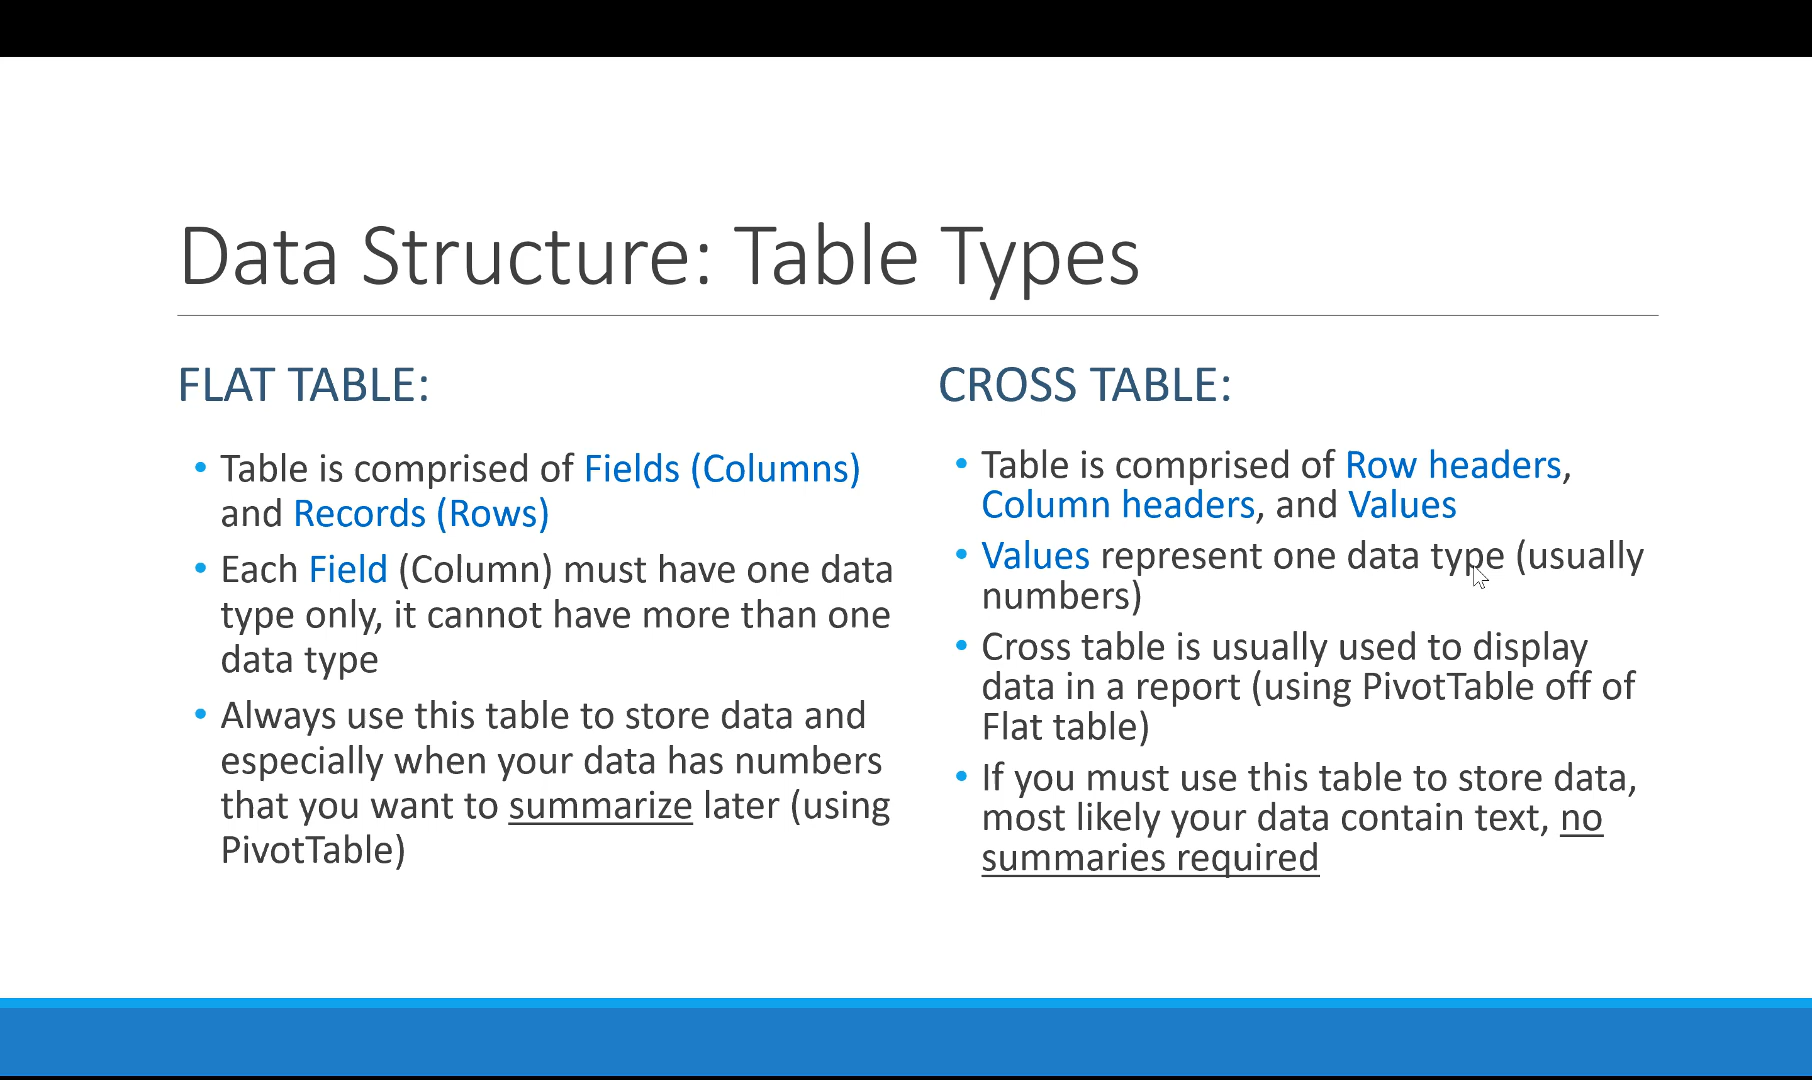 Data Structure: Table Types
FLAT TABLE:
• Table is comprised of Fields (Columns)
and Records (Rows)
• Each Field (Column) must have one data
type only, it cannot have more than one
data type
• Always use this table to store data and
especially when your data has numbers
that you want to summarize later (using
PivotTable)
CROSS TABLE:
• Table is comprised of Row headers,
Column headers, and Values
• Values represent one data type (usually
numbers)
• Cross table is usually used to display
data in a report (using PivotTable off of
Flat table)
• If you must use this table to store data,
most likely your data contain text, no
summaries required